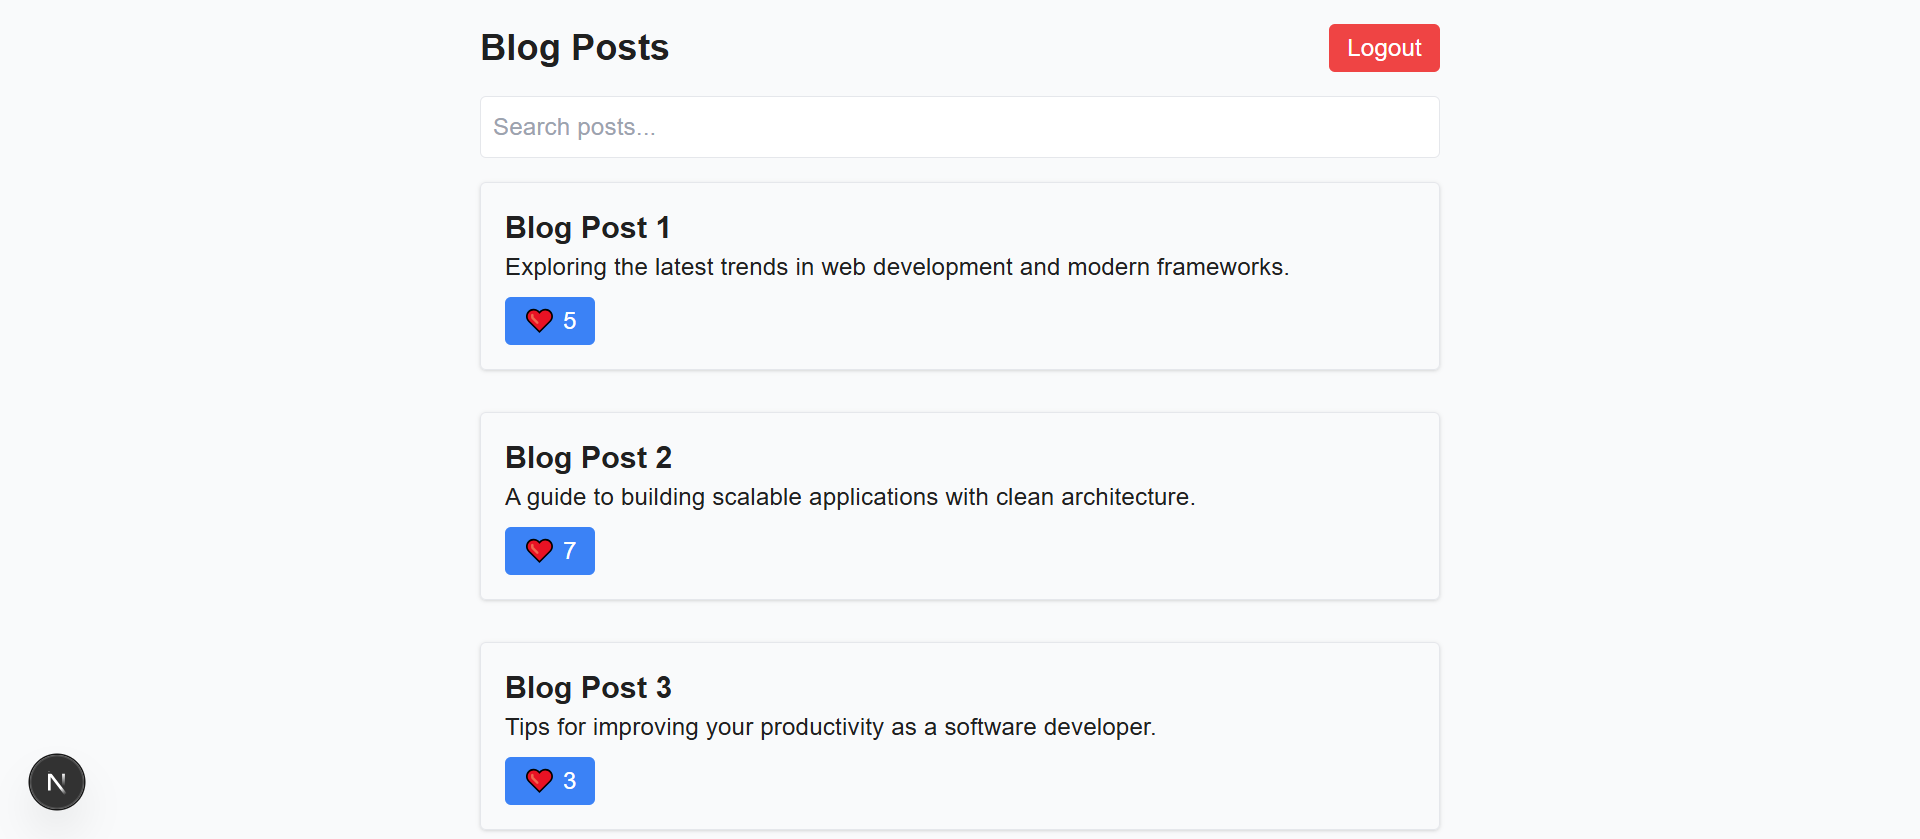 Blog Posts
Logout
Search posts...
Blog Post 1
Exploring the latest trends in web development and modern frameworks.
❤️ 5
Blog Post 2
A guide to building scalable applications with clean architecture.
❤️ 7
Blog Post 3
Tips for improving your productivity as a software developer.
❤️ 3
N